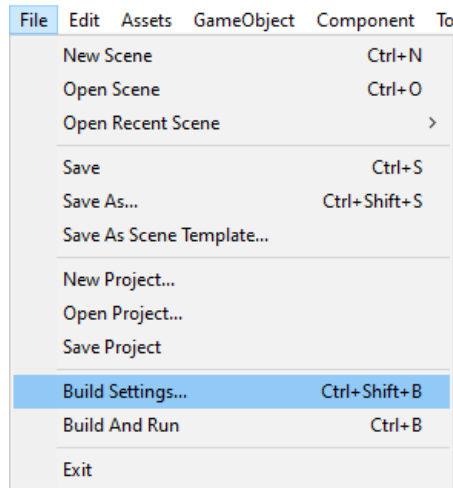 File Edit Assets GameObject Component To
New Scene Ctrl+N
Open Scene Ctrl+O
Open Recent Scene >
Save Ctrl+S
Save As... Ctrl+Shift+S
Save As Scene Template...
New Project...
Open Project...
Save Project
Build Settings... Ctrl+Shift+B
Build And Run Ctrl+B
Exit